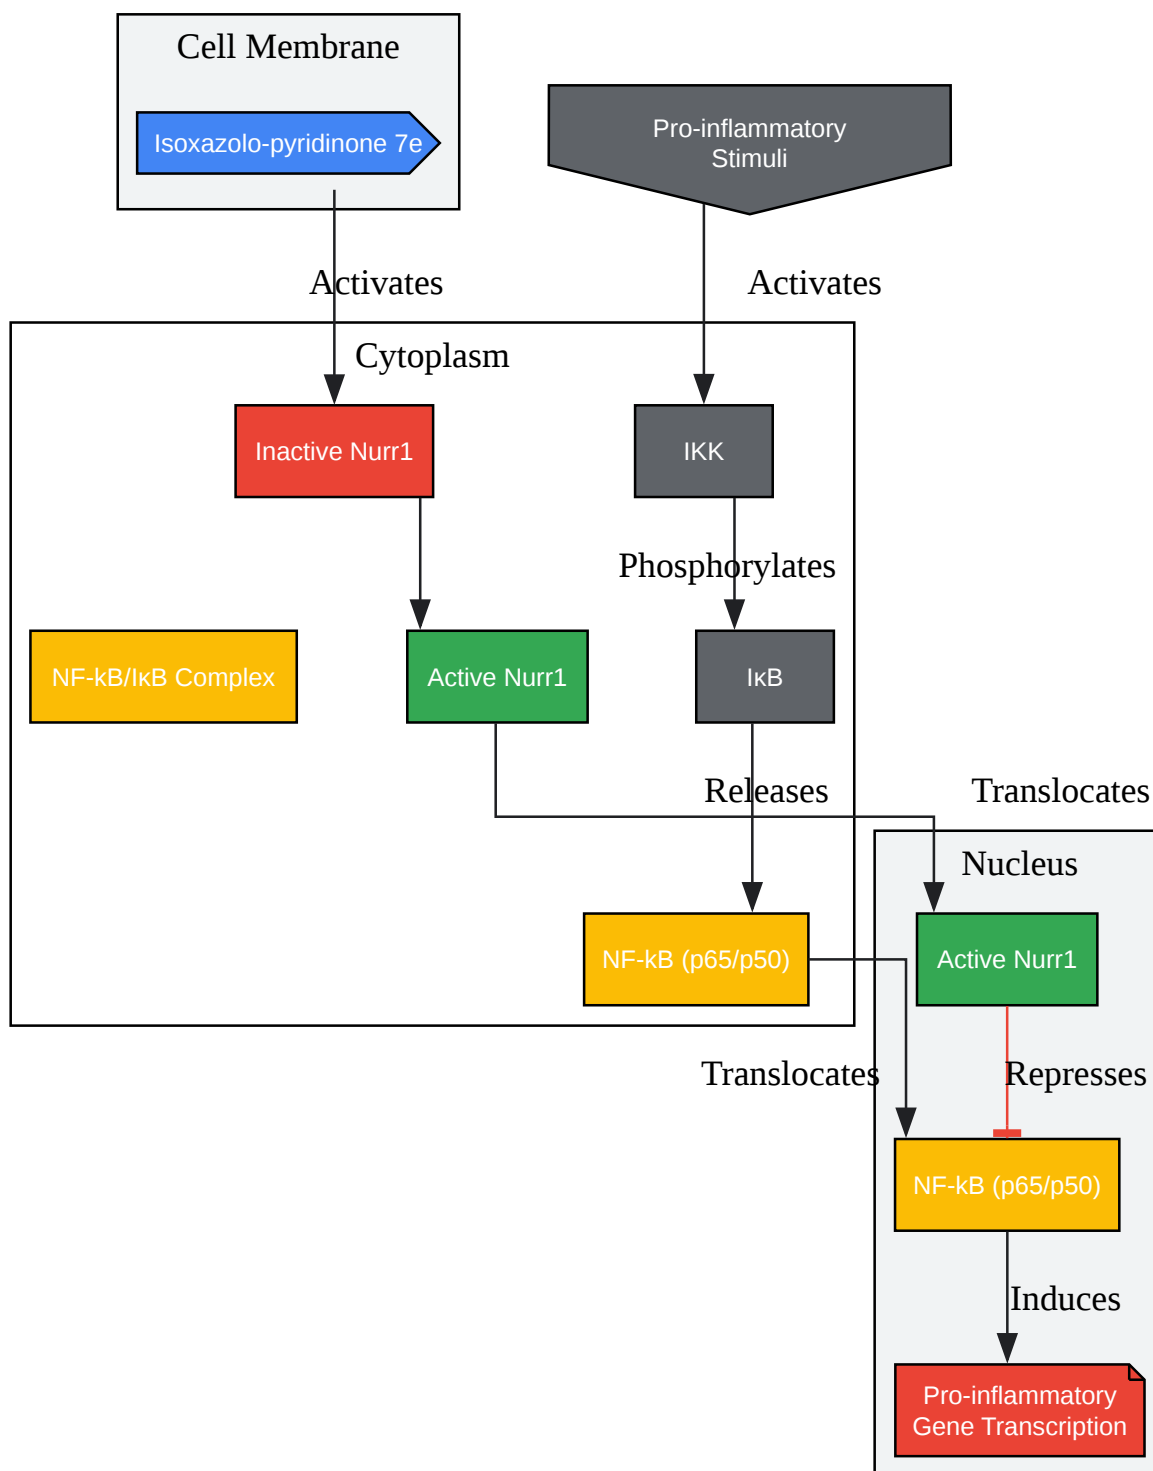 Cell Membrane
Isoxazolo-pyridinone 7e
Pro-inflammatory
Stimuli
Activates
Activates
Cytoplasm
Inactive Nurr1
IKK
Phosphorylates
NF-kB/IκB Complex
Active Nurr1
IκB
Releases
Translocates
Nucleus
NF-kB (p65/p50)
Active Nurr1
Translocates
Represses
NF-kB (p65/p50)
Induces
Pro-inflammatory
Gene Transcription